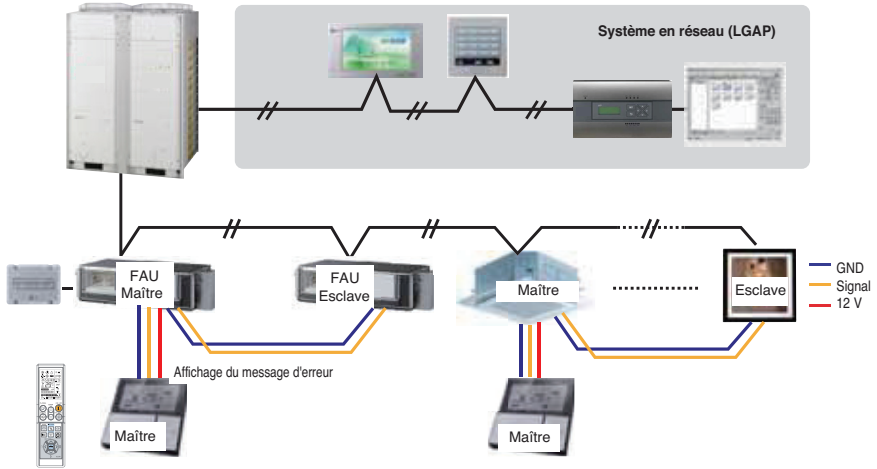 Système en réseau (LGAP)
FAU
Maître
FAU
Esclave
Maître
Esclave
GND
Signal
12 V
Affichage du message d'erreur
Maître
Maître